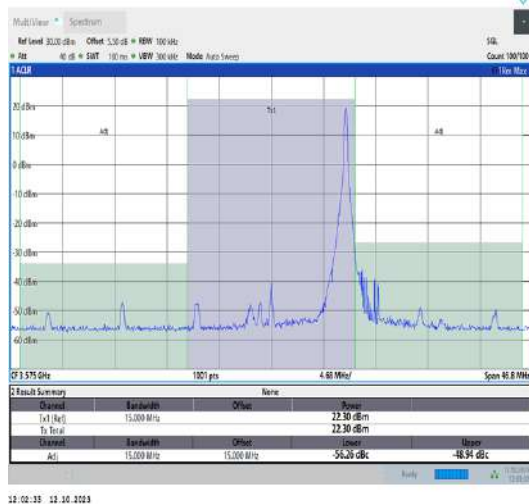 MultiView Spectrum
Ref Level 30.00 dBm Offset 5.50 dB RBW 100 kHz SGL
Att 40 dB SWT 100 ms VBW 300 kHz Mode Auto Sweep Count 100/100
1 ACLR 1Rm Max
20 dBm
Tx1
10 dBm
Adj Adj
0 dBm
-10 dBm
-20 dBm
-30 dBm
-40 dBm
-50 dBm
-60 dBm
CF 3.575 GHz 1001 pts 4.68 MHz/ Span 46.8 MHz
2 Result Summary None
Channel Bandwidth Offset Power
Tx1 (Ref) 15.000 MHz 22.30 dBm
Tx Total 22.30 dBm
Channel Bandwidth Offset Lower Upper
Adj 15.000 MHz 15.000 MHz -56.26 dBc -48.94 dBc
Ready
12:02:35 12.10.2023